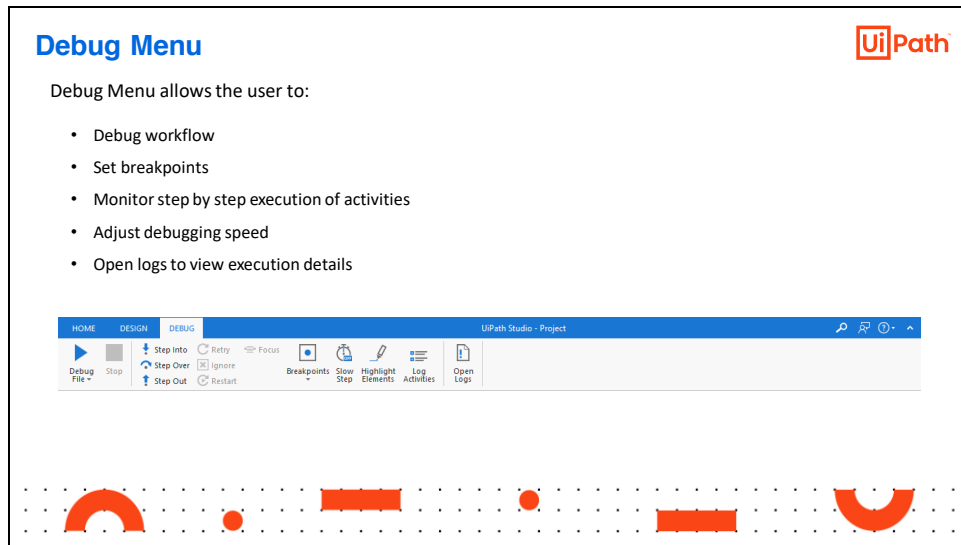 Debug Menu
UiPath
Debug Menu allows the user to:
• Debug workflow
• Set breakpoints
• Monitor step by step execution of activities
• Adjust debugging speed
• Open logs to view execution details
HOME DESIGN DEBUG UiPath Studio - Project
Step Into Retry Focus
Step Over Ignore
Step Out Restart
Debug File
Stop
Breakpoints
Slow Step
Highlight Elements
Log Activities
Open Logs